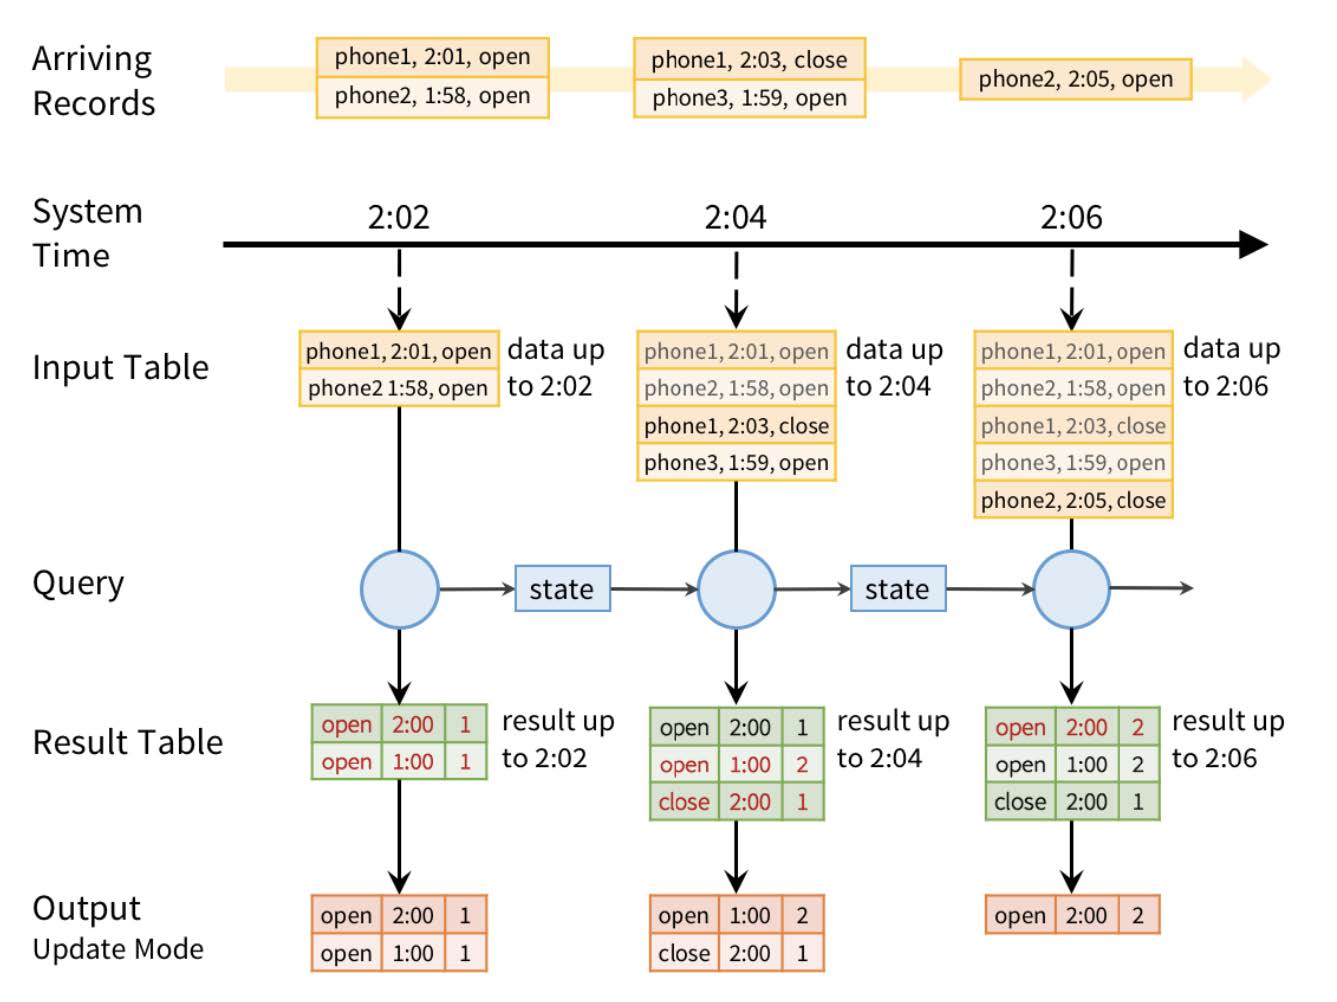 Arriving
Records
phone1, 2:01, open
phone2, 1:58, open
phone1, 2:03, close
phone3, 1:59, open
phone2, 2:05, open
System
Time
2:02
2:04
2:06
Input Table
phone1, 2:01, open
phone2 1:58, open
data up
to 2:02
phone1, 2:01, open
phone2, 1:58, open
phone1, 2:03, close
phone3, 1:59, open
data up
to 2:04
phone1, 2:01, open
phone2, 1:58, open
phone1, 2:03, close
phone3, 1:59, open
phone2, 2:05, close
data up
to 2:06
Query
state
state
Result Table
open 2:00 1
open 1:00 1
result up
to 2:02
open 2:00 1
open 1:00 2
close 2:00 1
result up
to 2:04
open 2:00 2
open 1:00 2
close 2:00 1
result up
to 2:06
Output
Update Mode
open 2:00 1
open 1:00 1
open 1:00 2
close 2:00 1
open 2:00 2